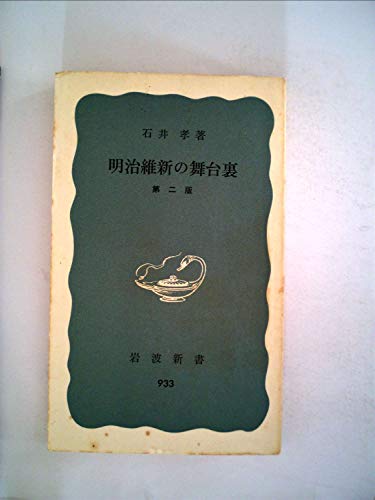 石井 孝著
明治維新の舞台裏
第二版
岩波新書
933